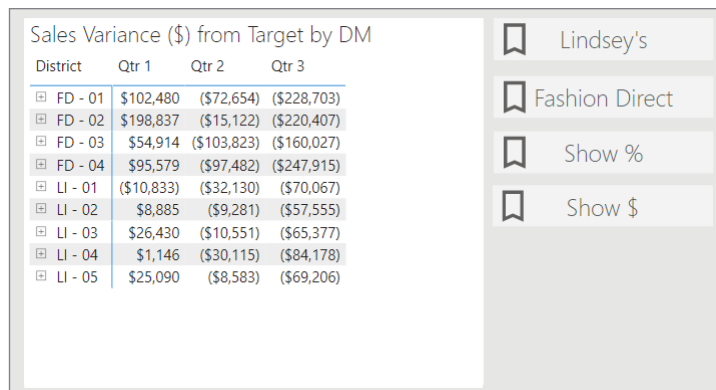 Sales Variance ($) from Target by DM
District Qtr 1 Qtr 2 Qtr 3
FD - 01 $102,480 ($72,654) ($228,703)
FD - 02 $198,837 ($15,122) ($220,407)
FD - 03 $54,914 ($103,823) ($160,027)
FD - 04 $95,579 ($97,482) ($247,915)
LI - 01 ($10,833) ($32,130) ($70,067)
LI - 02 $8,885 ($9,281) ($57,555)
LI - 03 $26,430 ($10,551) ($65,377)
LI - 04 $1,146 ($30,115) ($84,178)
LI - 05 $25,090 ($8,583) ($69,206)
Lindsey's
Fashion Direct
Show %
Show $